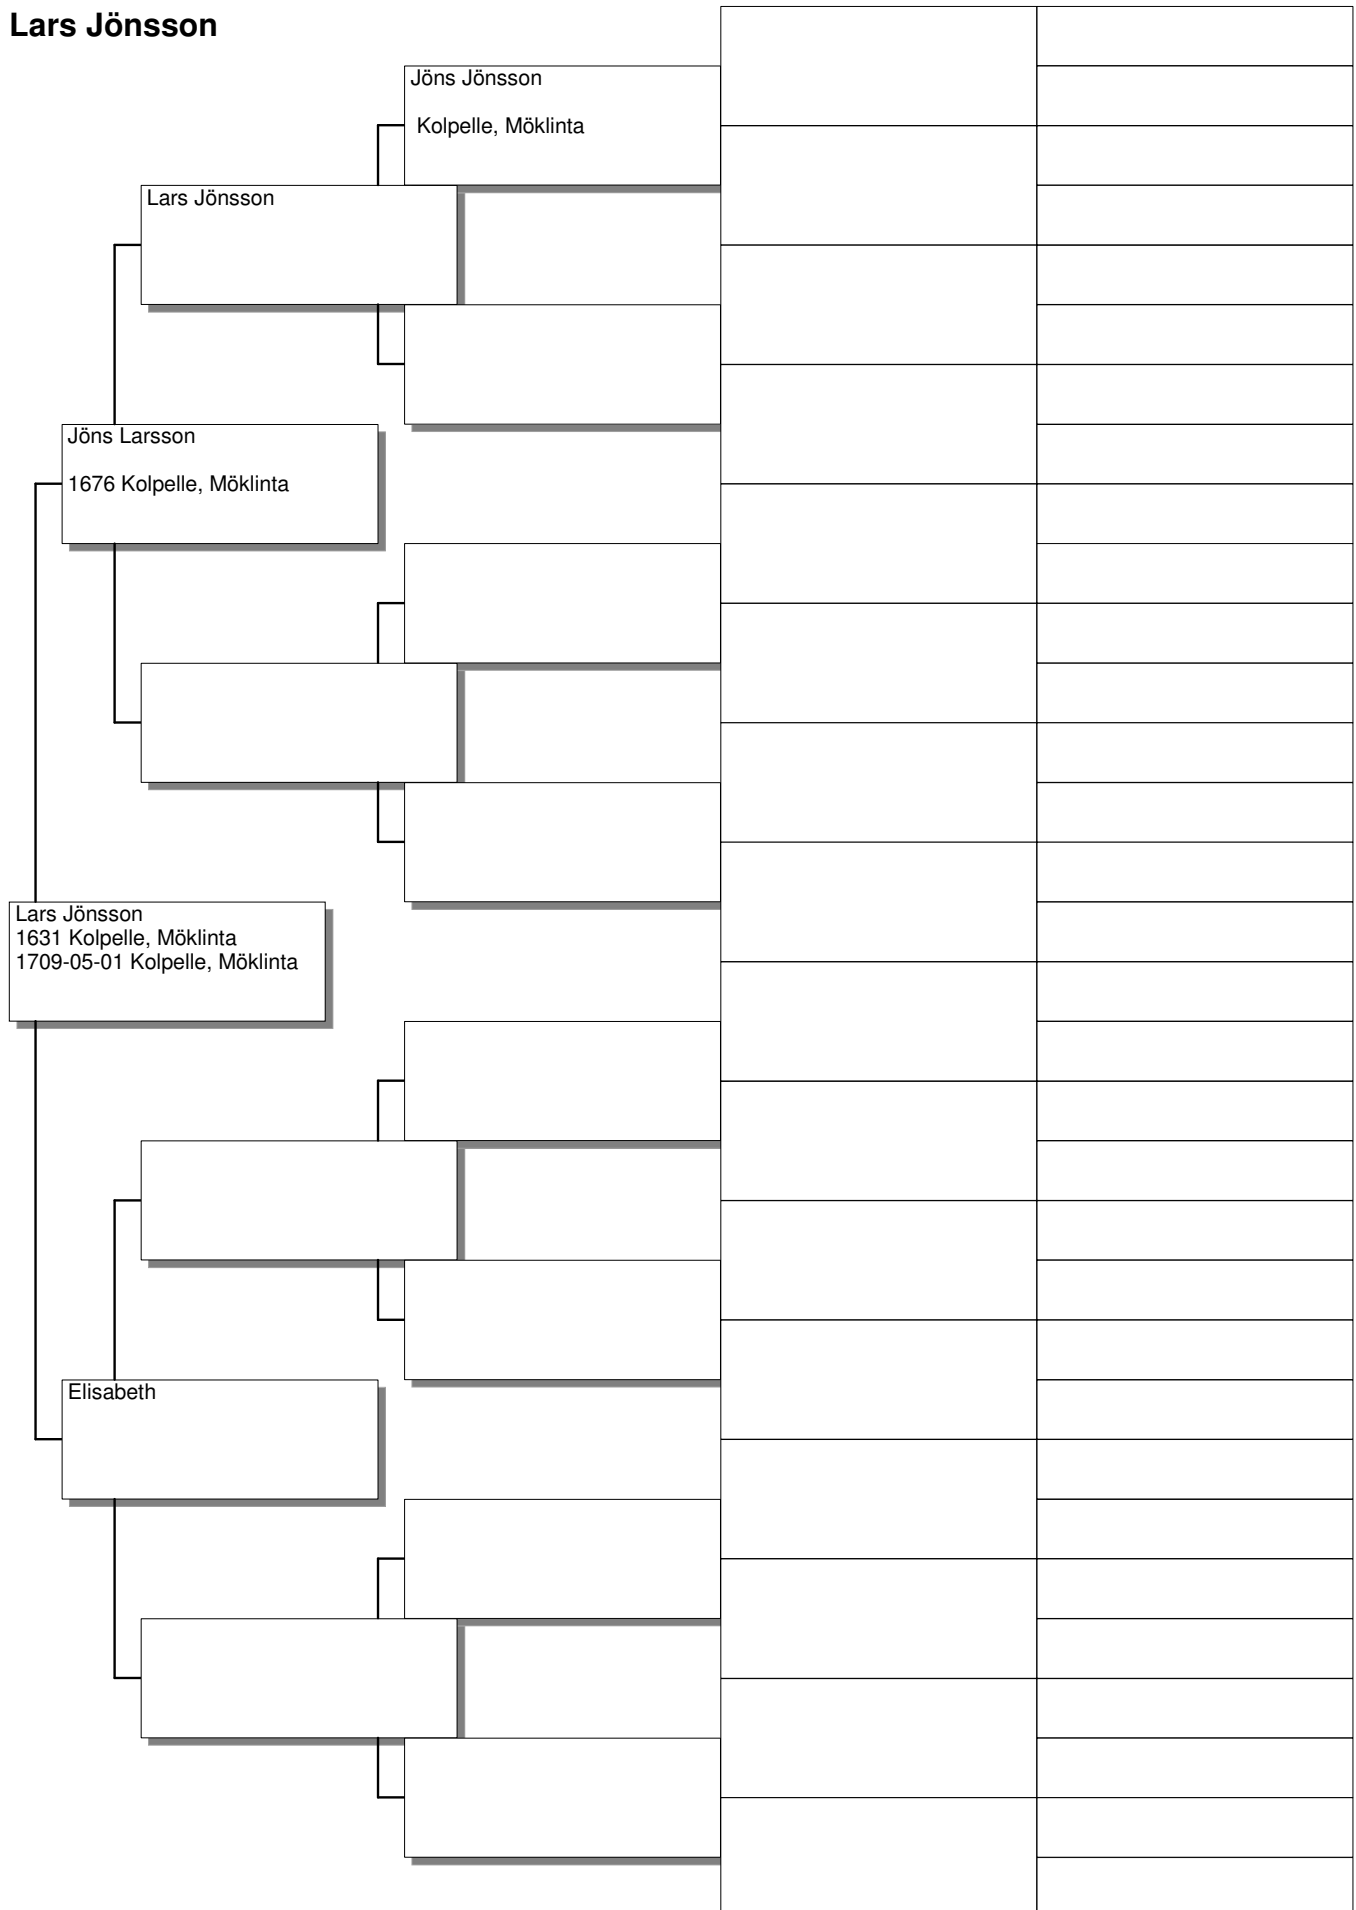 Lars Jönsson
Jöns Jönsson
Kolpelle, Möklinta
Lars Jönsson
Jöns Larsson
1676 Kolpelle, Möklinta
Lars Jönsson
1631 Kolpelle, Möklinta
1709-05-01 Kolpelle, Möklinta
Elisabeth